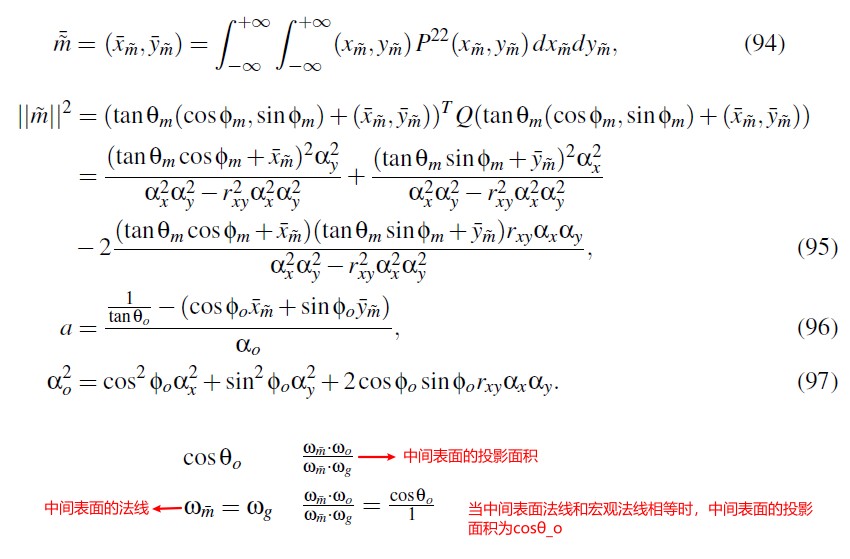 $\bar{\tilde{m}} = (\bar{x}_{\tilde{m}}, \bar{y}_{\tilde{m}}) = \int_{-\infty}^{+\infty} \int_{-\infty}^{+\infty} (x_{\tilde{m}}, y_{\tilde{m}}) P^{22}(x_{\tilde{m}}, y_{\tilde{m}}) dx_{\tilde{m}} dy_{\tilde{m}},$ (94)
$||\tilde{m}||^2 = (\tan\theta_m(\cos\phi_m, \sin\phi_m) + (\bar{x}_{\tilde{m}}, \bar{y}_{\tilde{m}}))^T Q(\tan\theta_m(\cos\phi_m, \sin\phi_m) + (\bar{x}_{\tilde{m}}, \bar{y}_{\tilde{m}}))$
$= \frac{(\tan\theta_m \cos\phi_m + \bar{x}_{\tilde{m}})^2 \alpha_y^2}{\alpha_x^2 \alpha_y^2 - r_{xy}^2 \alpha_x^2 \alpha_y^2} + \frac{(\tan\theta_m \sin\phi_m + \bar{y}_{\tilde{m}})^2 \alpha_x^2}{\alpha_x^2 \alpha_y^2 - r_{xy}^2 \alpha_x^2 \alpha_y^2}$
$- 2 \frac{(\tan\theta_m \cos\phi_m + \bar{x}_{\tilde{m}})(\tan\theta_m \sin\phi_m + \bar{y}_{\tilde{m}}) r_{xy} \alpha_x \alpha_y}{\alpha_x^2 \alpha_y^2 - r_{xy}^2 \alpha_x^2 \alpha_y^2},$ (95)
$a = \frac{\frac{1}{\tan\theta_o} - (\cos\phi_o \bar{x}_{\tilde{m}} + \sin\phi_o \bar{y}_{\tilde{m}})}{\alpha_o},$ (96)
$\alpha_o^2 = \cos^2\phi_o \alpha_x^2 + \sin^2\phi_o \alpha_y^2 + 2\cos\phi_o \sin\phi_o r_{xy} \alpha_x \alpha_y.$ (97)
$\cos\theta_o$ $\frac{\omega_{\bar{m}} \cdot \omega_o}{\omega_{\bar{m}} \cdot \omega_g}$ 中间表面的投影面积
中间表面的法线 $\omega_{\bar{m}} = \omega_g$ $\frac{\omega_{\bar{m}} \cdot \omega_o}{\omega_{\bar{m}} \cdot \omega_g} = \frac{\cos\theta_o}{1}$ 当中间表面法线和宏观法线相等时，中间表面的投影
面积为cosθ_o